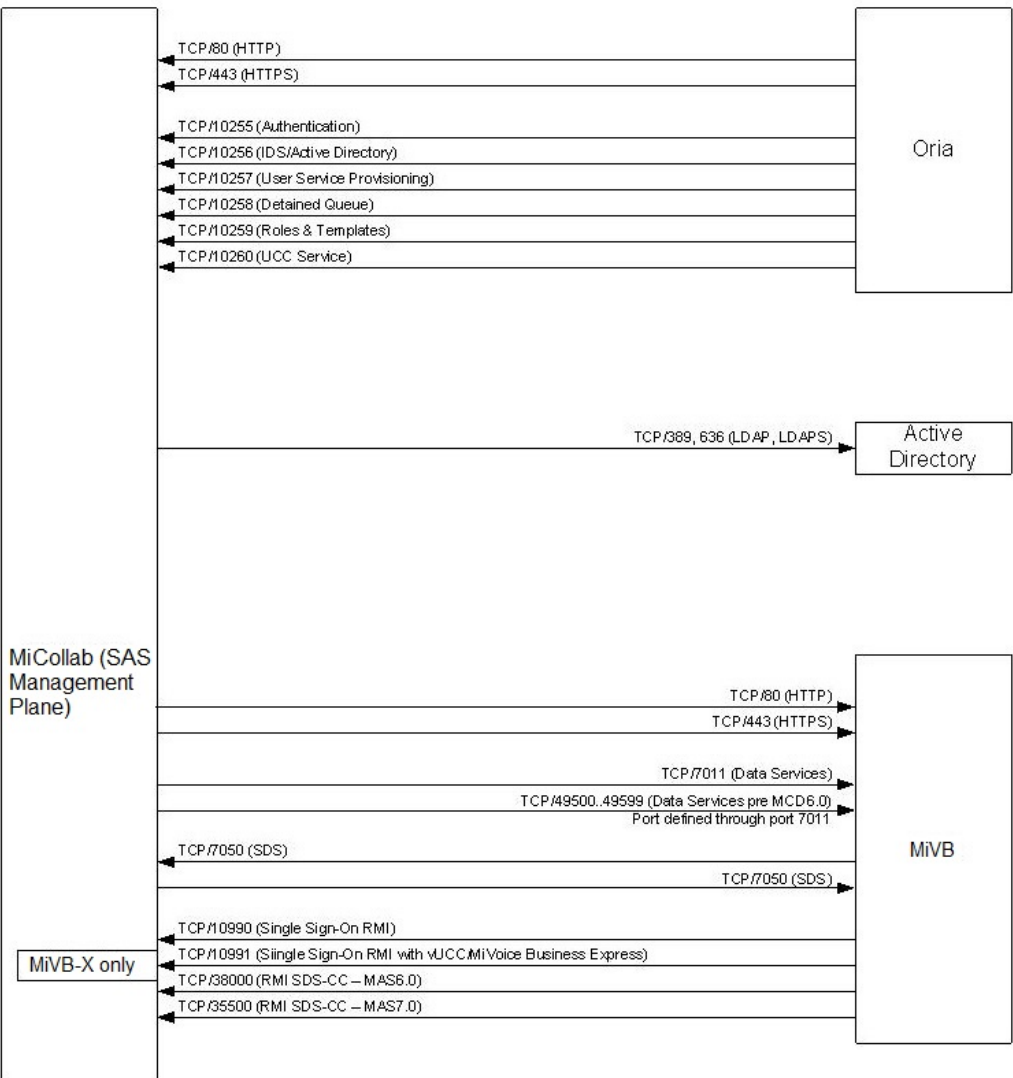 TCP/80 (HTTP)
TCP/443 (HTTPS)
TCP/10255 (Authentication)
TCP/10256 (IDS/Active Directory)
TCP/10257 (User Service Provisioning)
TCP/10258 (Detained Queue)
TCP/10259 (Roles & Templates)
TCP/10260 (UCC Service)
Oria
TCP/389, 636 (LDAP, LDAPS)
Active
Directory
MiCollab (SAS
Management
Plane)
TCP/80 (HTTP)
TCP/443 (HTTPS)
TCP/7011 (Data Services)
TCP/49500..49599 (Data Services pre MCD6.0)
Port defined through port 7011
TCP/7050 (SDS)
TCP/7050 (SDS)
MiVB
TCP/10990 (Single Sign-On RMI)
TCP/10991 (Siingle Sign-On RMI with vUCC/MiVoice Business Express)
MiVB-X only
TCP/38000 (RMI SDS-CC – MAS6.0)
TCP/35500 (RMI SDS-CC – MAS7.0)